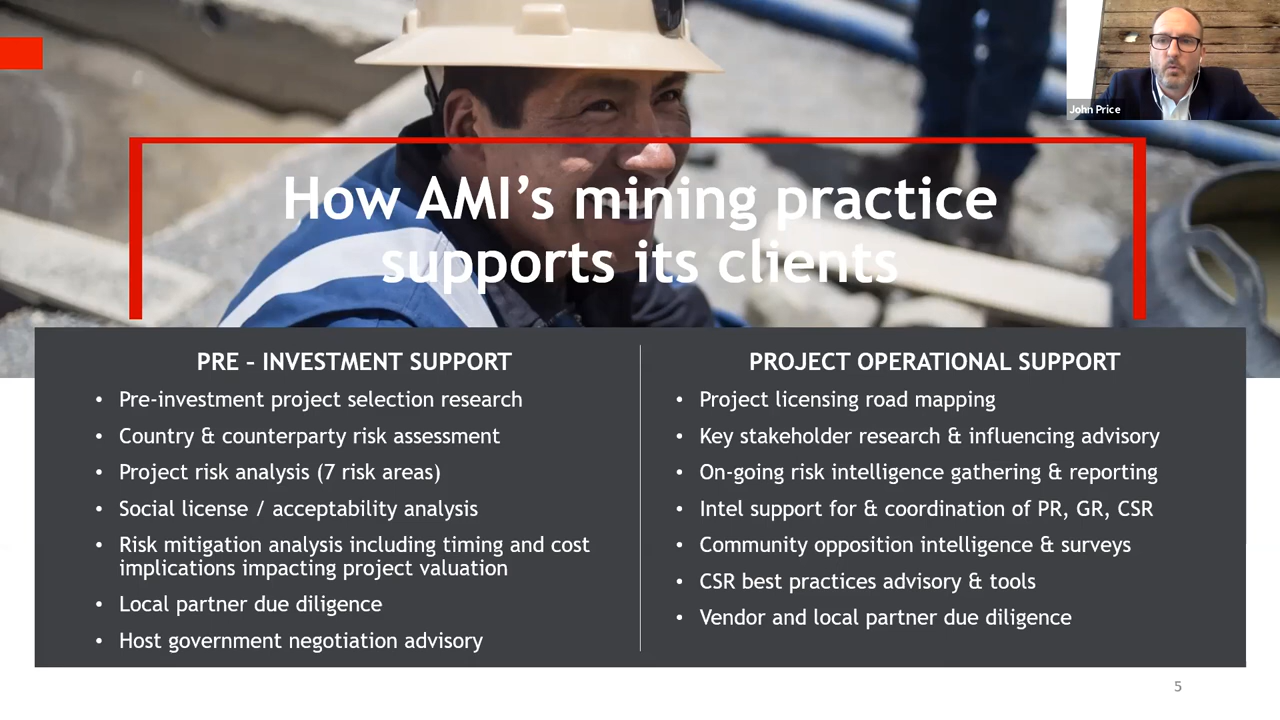 John Price
How AMI’s mining practice
supports its clients
PRE – INVESTMENT SUPPORT
• Pre-investment project selection research
• Country & counterparty risk assessment
• Project risk analysis (7 risk areas)
• Social license / acceptability analysis
• Risk mitigation analysis including timing and cost
implications impacting project valuation
• Local partner due diligence
• Host government negotiation advisory
PROJECT OPERATIONAL SUPPORT
• Project licensing road mapping
• Key stakeholder research & influencing advisory
• On-going risk intelligence gathering & reporting
• Intel support for & coordination of PR, GR, CSR
• Community opposition intelligence & surveys
• CSR best practices advisory & tools
• Vendor and local partner due diligence
5